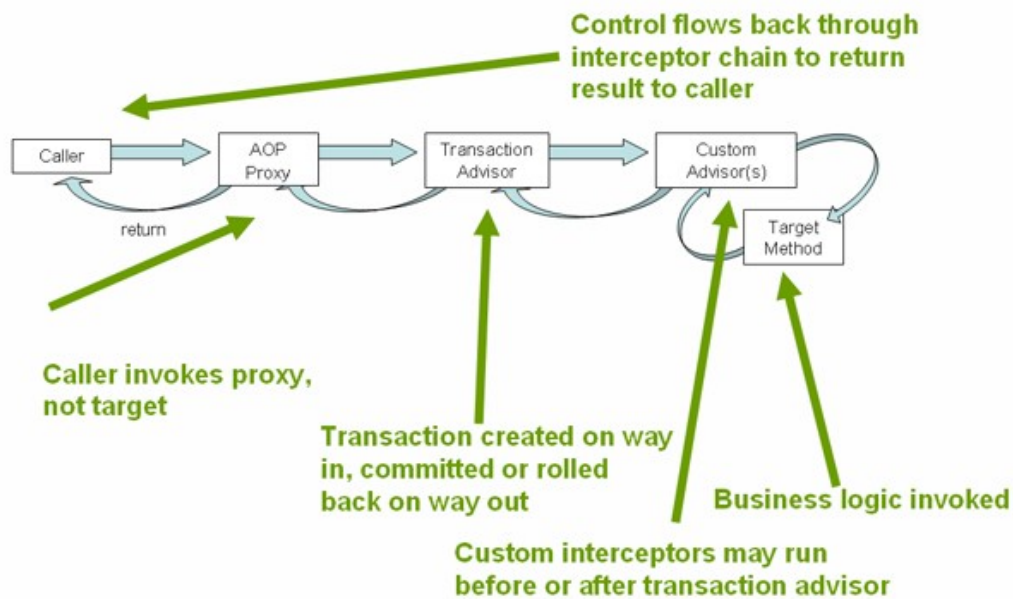 Control flows back through
interceptor chain to return
result to caller
Caller
AOP
Proxy
Transaction
Advisor
Custom
Advisor(s)
return
Target
Method
Caller invokes proxy,
not target
Transaction created on way
in, committed or rolled
back on way out
Business logic invoked
Custom interceptors may run
before or after transaction advisor